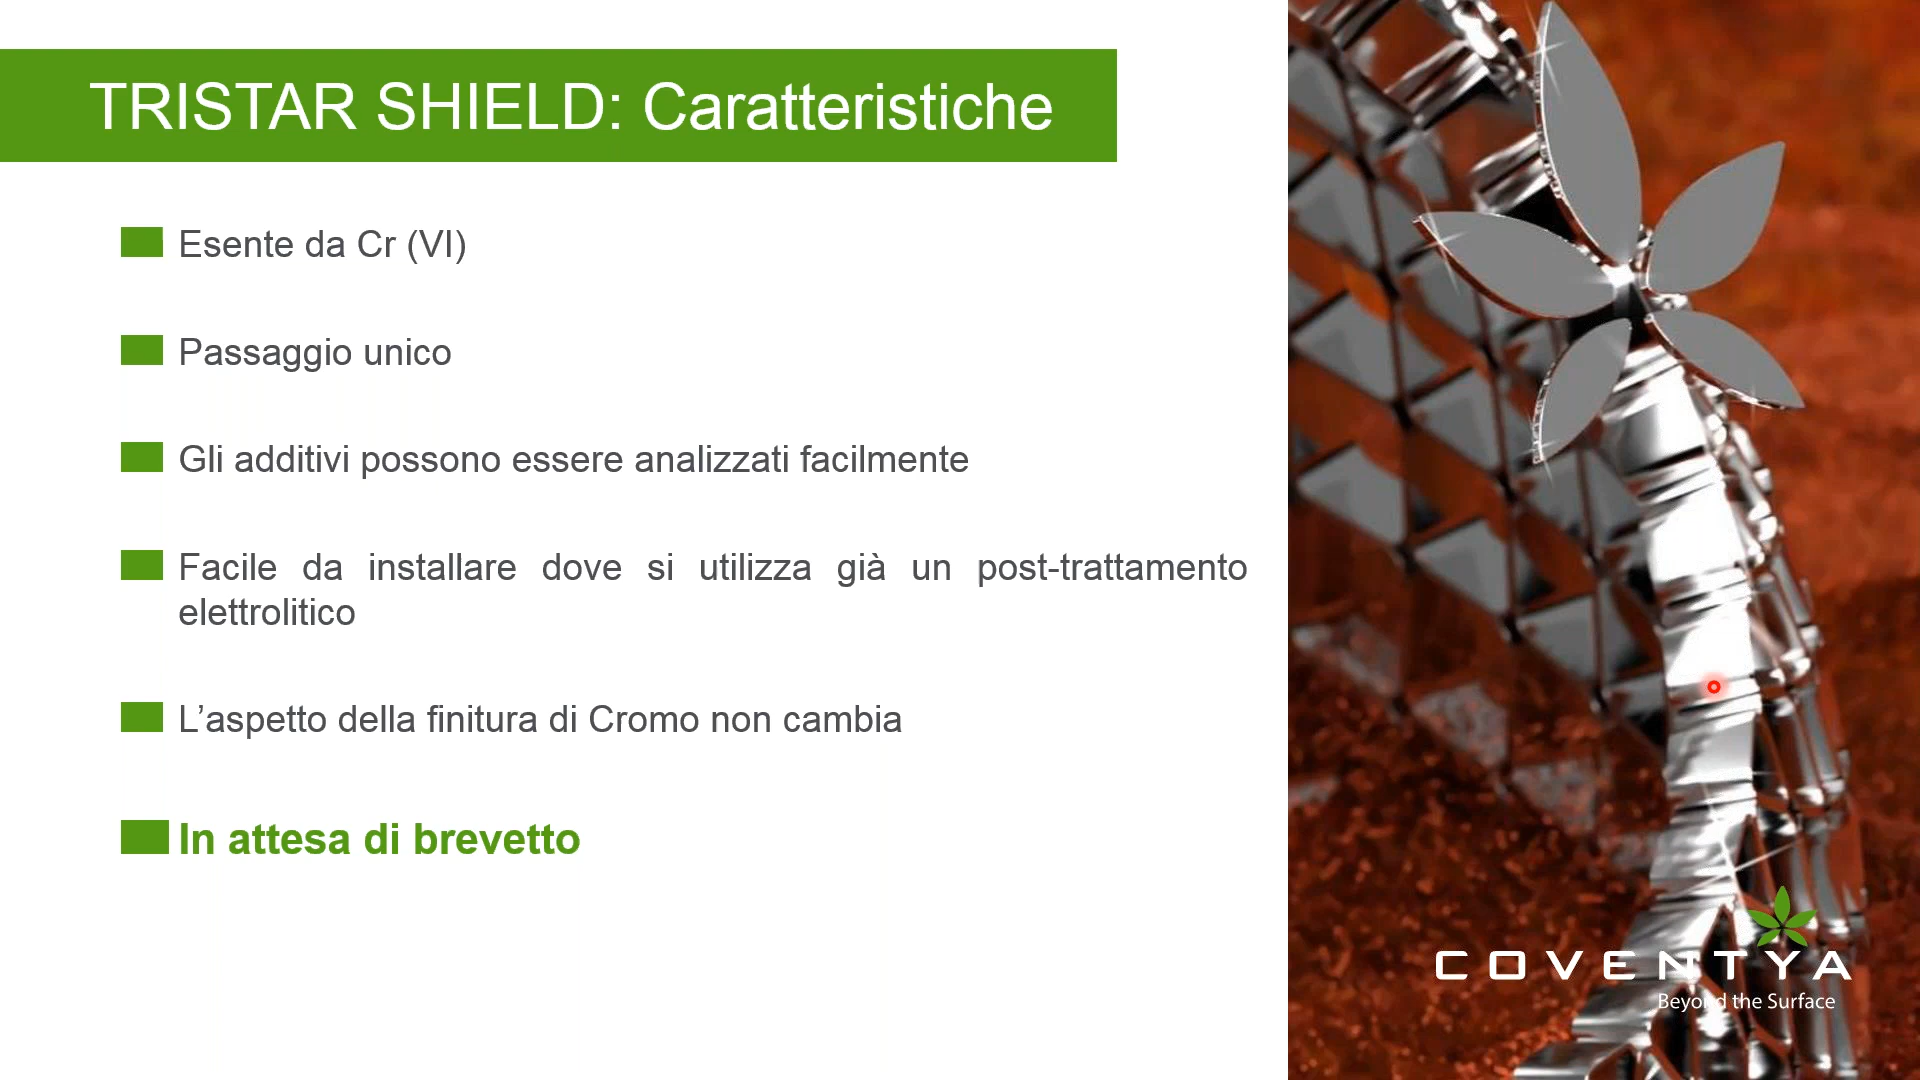 TRISTAR SHIELD: Caratteristiche
Esente da Cr (VI)
Passaggio unico
Gli additivi possono essere analizzati facilmente
Facile da installare dove si utilizza già un post-trattamento
elettrolitico
L’aspetto della finitura di Cromo non cambia
In attesa di brevetto
COVENTYA
Beyond the Surface